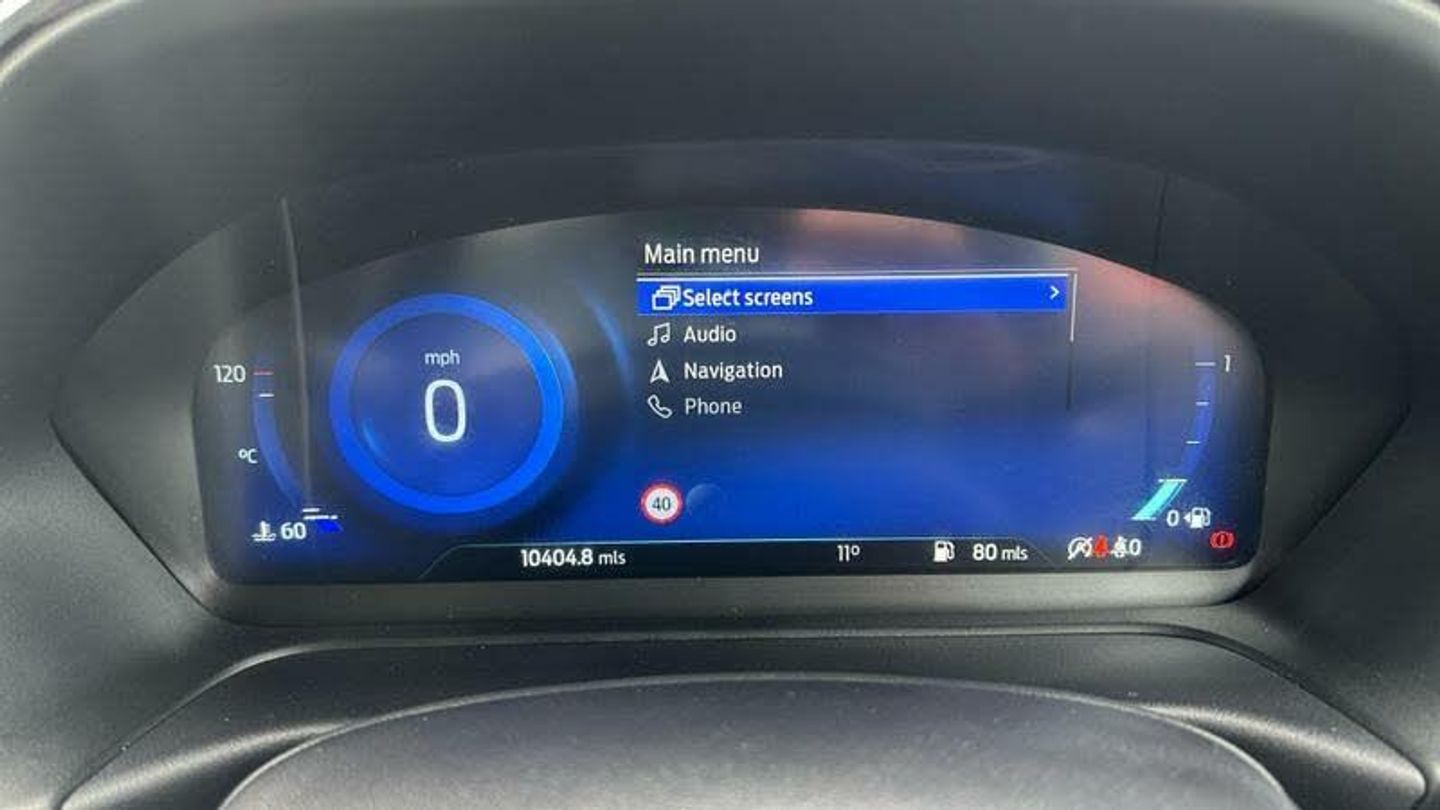 Main menu
Select screens
Audio
Navigation
Phone
mph
0
120
°C
60
40
1
0
10404.8 mls
11°
80 mls